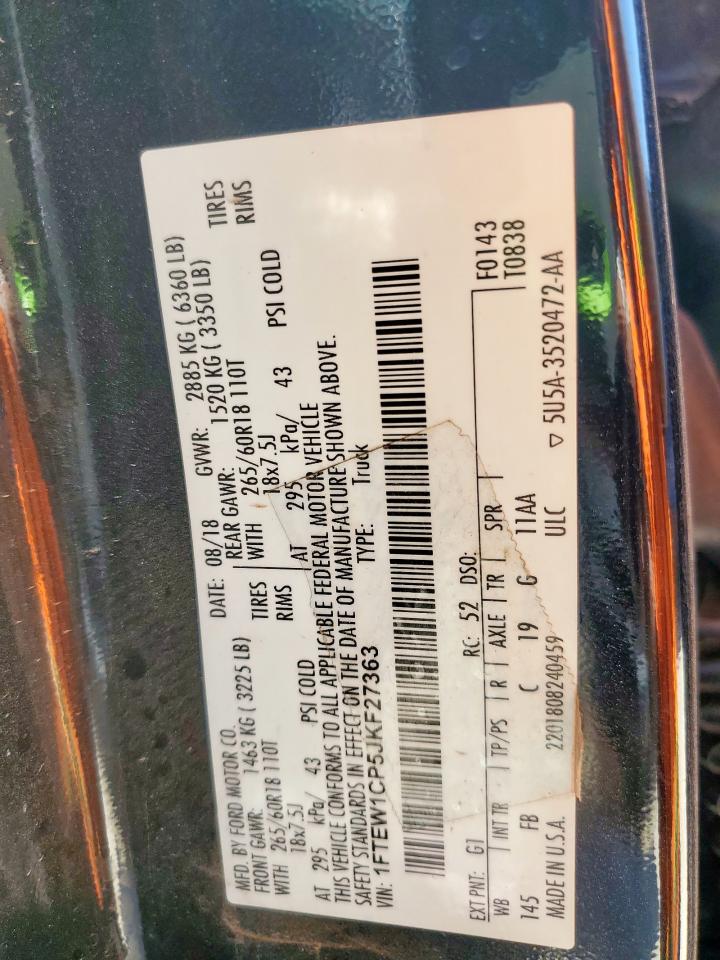 MFD. BY FORD MOTOR CO. DATE: 08/18 GVWR: 2885 KG ( 6360 LB)
FRONT GAWR: 1463 KG ( 3225 LB) REAR GAWR: 1520 KG ( 3350 LB)
WITH 265/60R18 110T TIRES WITH 265/60R18 110T TIRES
18x7.5J RIMS 18x7.5J RIMS
AT 295 kPa/ 43 PSI COLD AT 295 kPa/ 43 PSI COLD
THIS VEHICLE CONFORMS TO ALL APPLICABLE FEDERAL MOTOR VEHICLE
SAFETY STANDARDS IN EFFECT ON THE DATE OF MANUFACTURE SHOWN ABOVE.
VIN: 1FTEW1CP5JKF27363 TYPE: Truck
EXT PNT: G1 RC: 52 DSO: F0143
WB INT TR TP/PS R AXLE TR SPR T0838
145 FB C 19 G 11AA
MADE IN U.S.A. 2201808240459 ULC ▽ 5U5A-3520472-AA